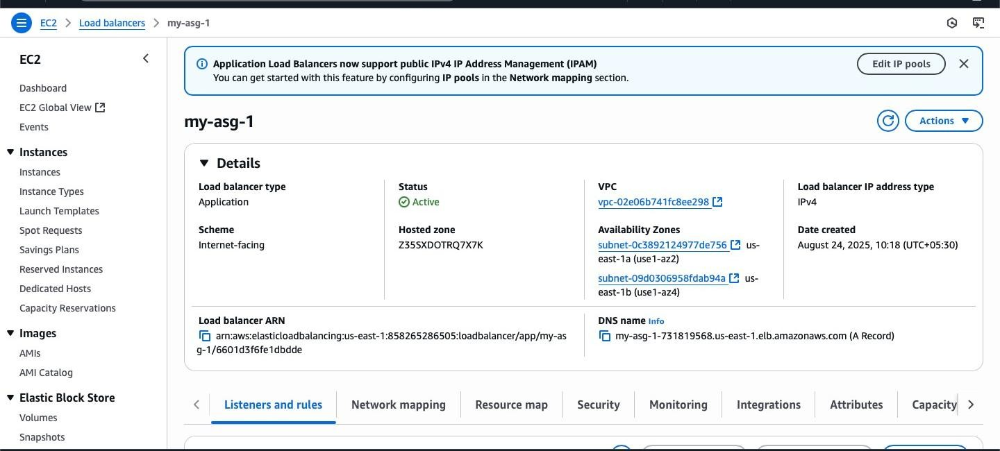 EC2 > Load balancers > my-asg-1
EC2
Dashboard
EC2 Global View
Events
Instances
Instances
Instance Types
Launch Templates
Spot Requests
Savings Plans
Reserved Instances
Dedicated Hosts
Capacity Reservations
Images
AMIs
AMI Catalog
Elastic Block Store
Volumes
Snapshots
Application Load Balancers now support public IPv4 IP Address Management (IPAM)
You can get started with this feature by configuring IP pools in the Network mapping section.
Edit IP pools
my-asg-1
Actions
Details
Load balancer type
Application
Scheme
Internet-facing
Status
Active
Hosted zone
Z35SXDOTRQ7X7K
VPC
vpc-02e06b741fc8ee298
Availability Zones
subnet-0c3892124977de756 us-
east-1a (use1-az2)
subnet-09d0306958fdab94a us-
east-1b (use1-az4)
Load balancer IP address type
IPv4
Date created
August 24, 2025, 10:18 (UTC+05:30)
Load balancer ARN
arn:aws:elasticloadbalancing:us-east-1:858265286505:loadbalancer/app/my-as
g-1/6601d3f6fe1dbdde
DNS name Info
my-asg-1-731819568.us-east-1.elb.amazonaws.com (A Record)
Listeners and rules
Network mapping
Resource map
Security
Monitoring
Integrations
Attributes
Capacity